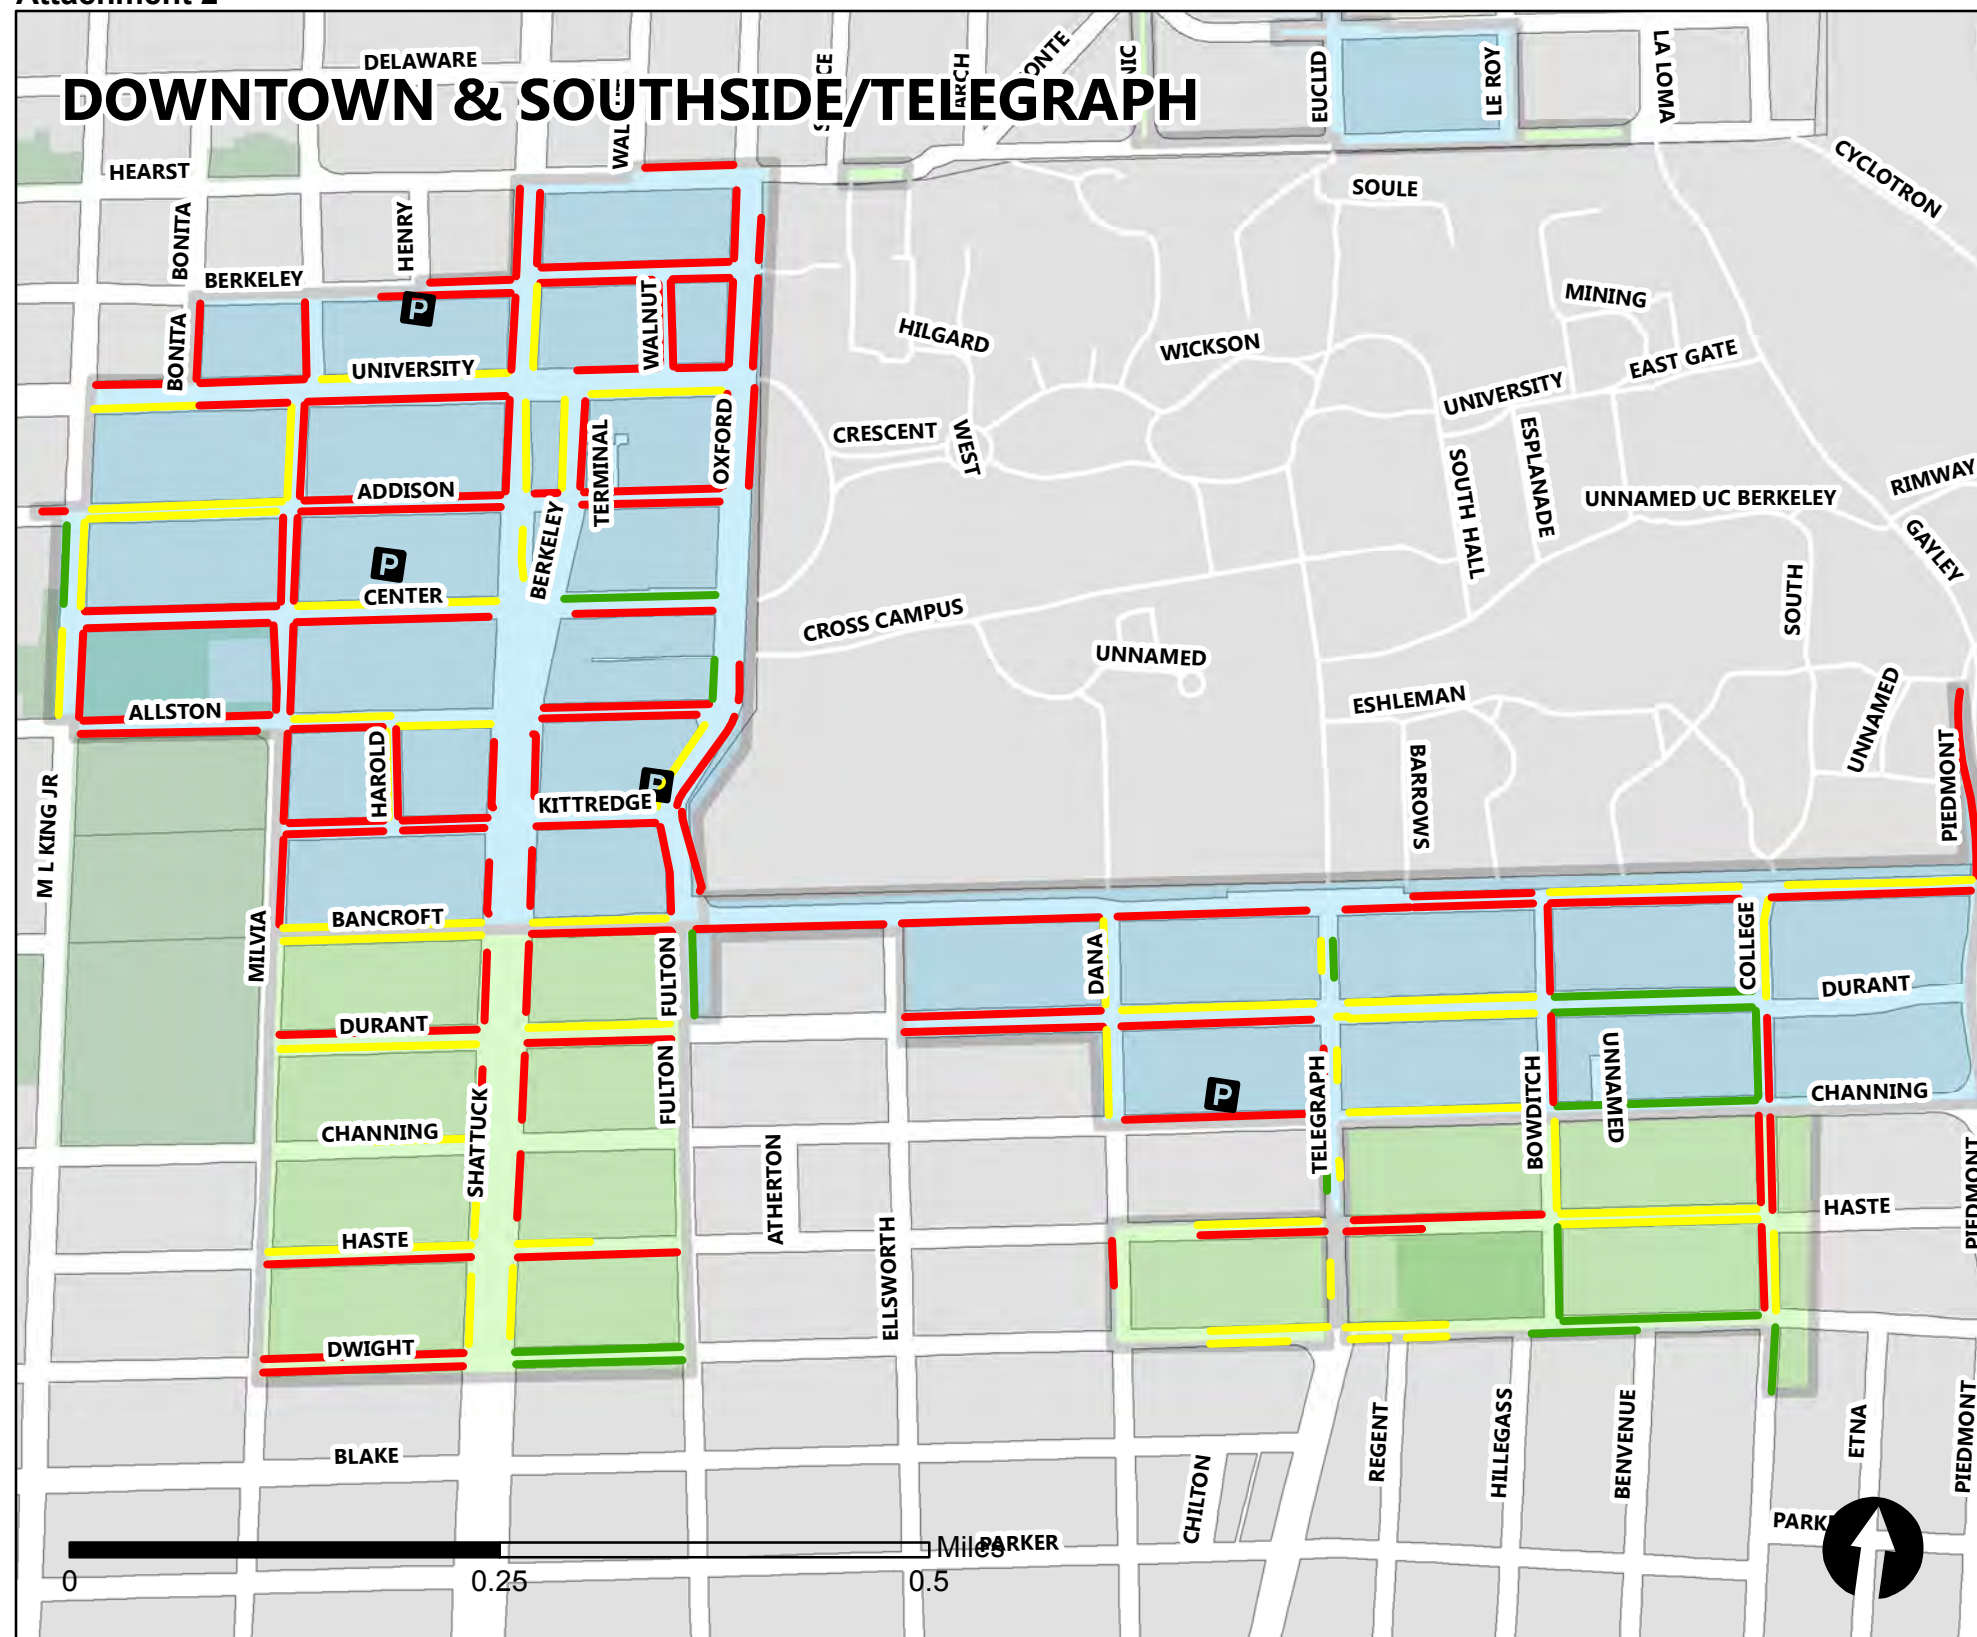 Attachment 2
DELAWARE
DOWNTOWN & SOUTHSIDE/TELEGRAPH
ARCH
EUCLID
LE ROY
LA LOMA
HEARST
CYCLOTRON
SOULE
BONITA
HENRY
BERKELEY
MINING
WALNUT
BONITA
HILGARD
WICKSON
EAST GATE
UNIVERSITY
UNIVERSITY
OXFORD
CRESCENT
WEST
TERMINAL
SOUTH HALL
ESPLANADE
ADDISON
UNNAMED UC BERKELEY
RIMWAY
BERKELEY
GAYLEY
P
P
CENTER
SOUTH
CROSS CAMPUS
UNNAMED
ESHLEMAN
UNNAMED
ALLSTON
HAROLD
PIEDMONT
BARROWS
P
KITTREDGE
M L KING JR
MILVIA
BANCROFT
FULTON
DANA
COLLEGE
DURANT
DURANT
FULTON
P
TELEGRAPH
BOWDITCH
UNNAMED
CHANNING
SHATTUCK
CHANNING
ATHERTON
PIEDMONT
HASTE
HASTE
ELLSWORTH
DWIGHT
REGENT
HILLEGASS
BENVENUE
ETNA
PIEDMONT
BLAKE
CHILTON
Miles
PARKER
0
0.25
0.5